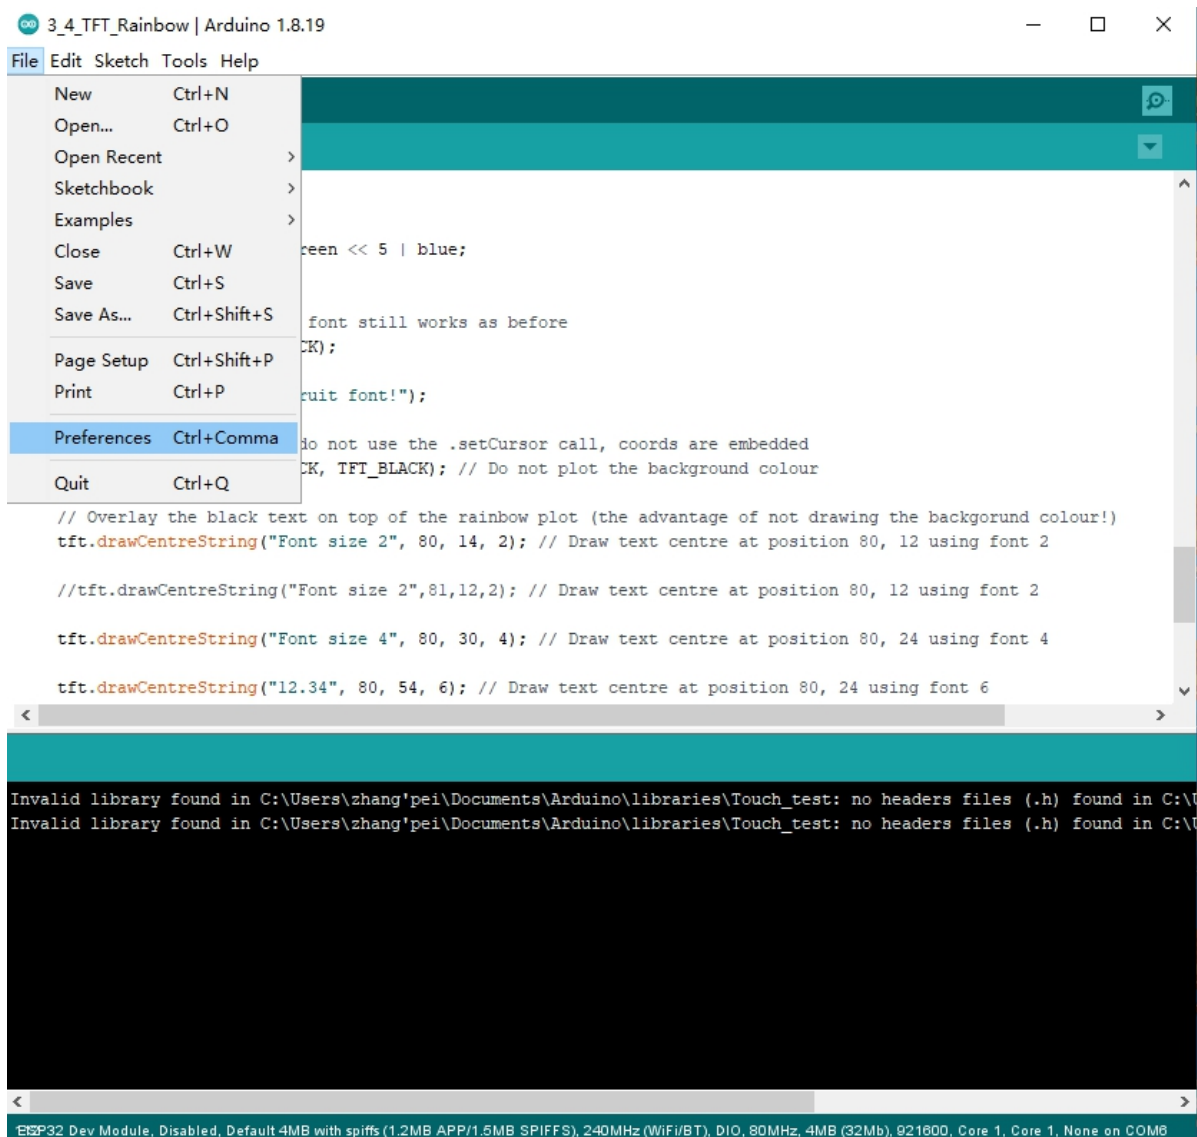 3_4_TFT_Rainbow | Arduino 1.8.19
File Edit Sketch Tools Help
New Ctrl+N
Open... Ctrl+O
Open Recent
Sketchbook
Examples
Close Ctrl+W
Save Ctrl+S
Save As... Ctrl+Shift+S
Page Setup Ctrl+Shift+P
Print Ctrl+P
Preferences Ctrl+Comma
Quit Ctrl+Q
reen << 5 | blue;
font still works as before
CK);
ruit font!");
do not use the .setCursor call, coords are embedded
CK, TFT_BLACK); // Do not plot the background colour
// Overlay the black text on top of the rainbow plot (the advantage of not drawing the backgorund colour!)
tft.drawCentreString("Font size 2", 80, 14, 2); // Draw text centre at position 80, 12 using font 2
//tft.drawCentreString("Font size 2",81,12,2); // Draw text centre at position 80, 12 using font 2
tft.drawCentreString("Font size 4", 80, 30, 4); // Draw text centre at position 80, 24 using font 4
tft.drawCentreString("12.34", 80, 54, 6); // Draw text centre at position 80, 24 using font 6
Invalid library found in C:\Users\zhang'pei\Documents\Arduino\libraries\Touch_test: no headers files (.h) found in C:\U
Invalid library found in C:\Users\zhang'pei\Documents\Arduino\libraries\Touch_test: no headers files (.h) found in C:\U
ESP32 Dev Module, Disabled, Default 4MB with spiffs (1.2MB APP/1.5MB SPIFFS), 240MHz (WiFi/BT), DIO, 80MHz, 4MB (32Mb), 921600, Core 1, Core 1, None on COM6